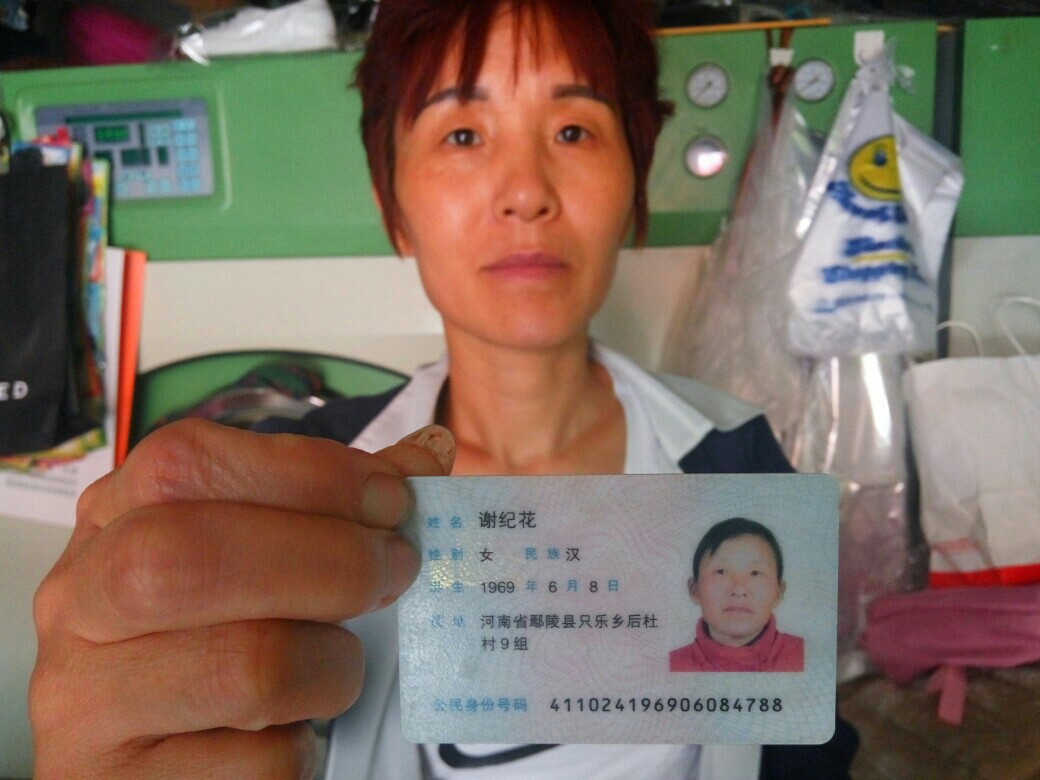 ED
姓名 谢纪花
性别 女 民族 汉
出生 1969 年 6 月 8 日
住址 河南省鄢陵县只乐乡后杜
村9组
公民身份号码 411024196906084788